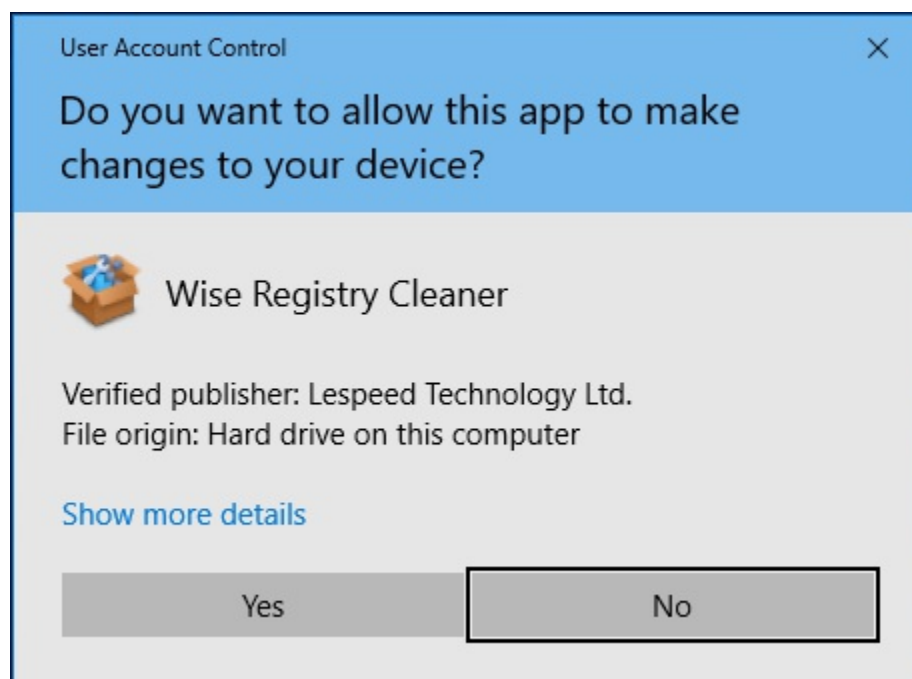 User Account Control
Do you want to allow this app to make
changes to your device?
Wise Registry Cleaner
Verified publisher: Lespeed Technology Ltd.
File origin: Hard drive on this computer
Show more details
Yes
No